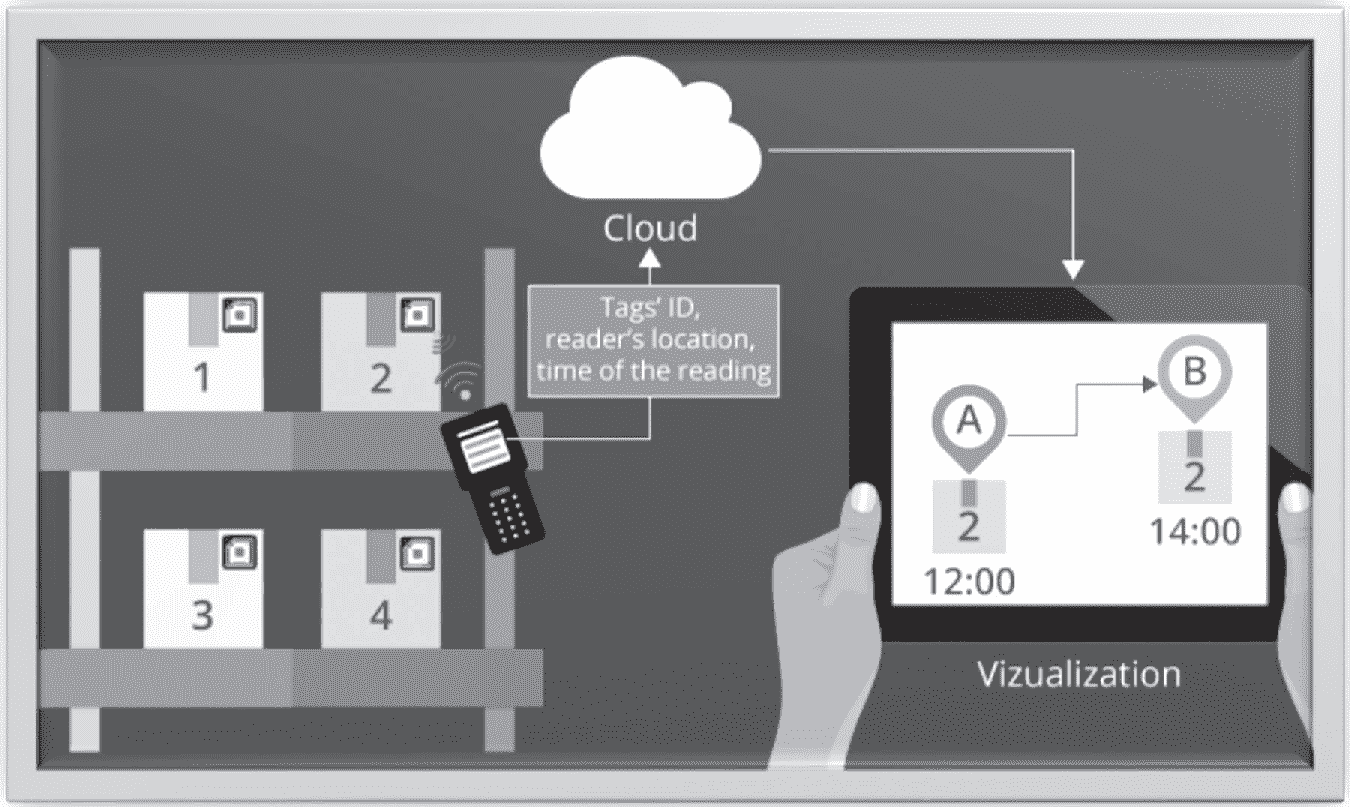 Cloud
Tags' ID,
reader's location,
time of the reading
1
2
3
4
A
B
2
2
12:00
14:00
Vizualization